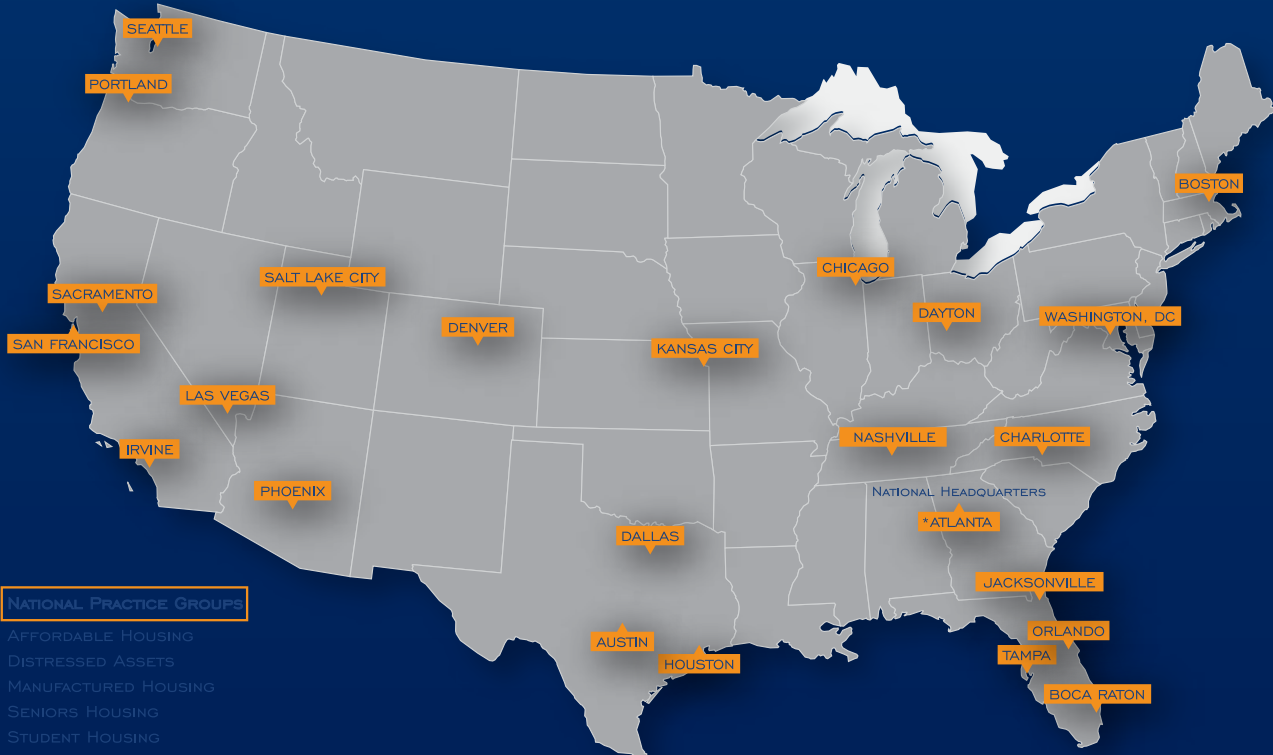 SEATTLE
PORTLAND
BOSTON
CHICAGO
SALT LAKE CITY
SACRAMENTO
DAYTON
WASHINGTON, DC
DENVER
SAN FRANCISCO
KANSAS CITY
LAS VEGAS
NASHVILLE
CHARLOTTE
IRVINE
PHOENIX
NATIONAL HEADQUARTERS
*ATLANTA
DALLAS
JACKSONVILLE
ORLANDO
AUSTIN
TAMPA
HOUSTON
BOCA RATON
NATIONAL PRACTICE GROUPS
AFFORDABLE HOUSING
DISTRESSED ASSETS
MANUFACTURED HOUSING
SENIORS HOUSING
STUDENT HOUSING